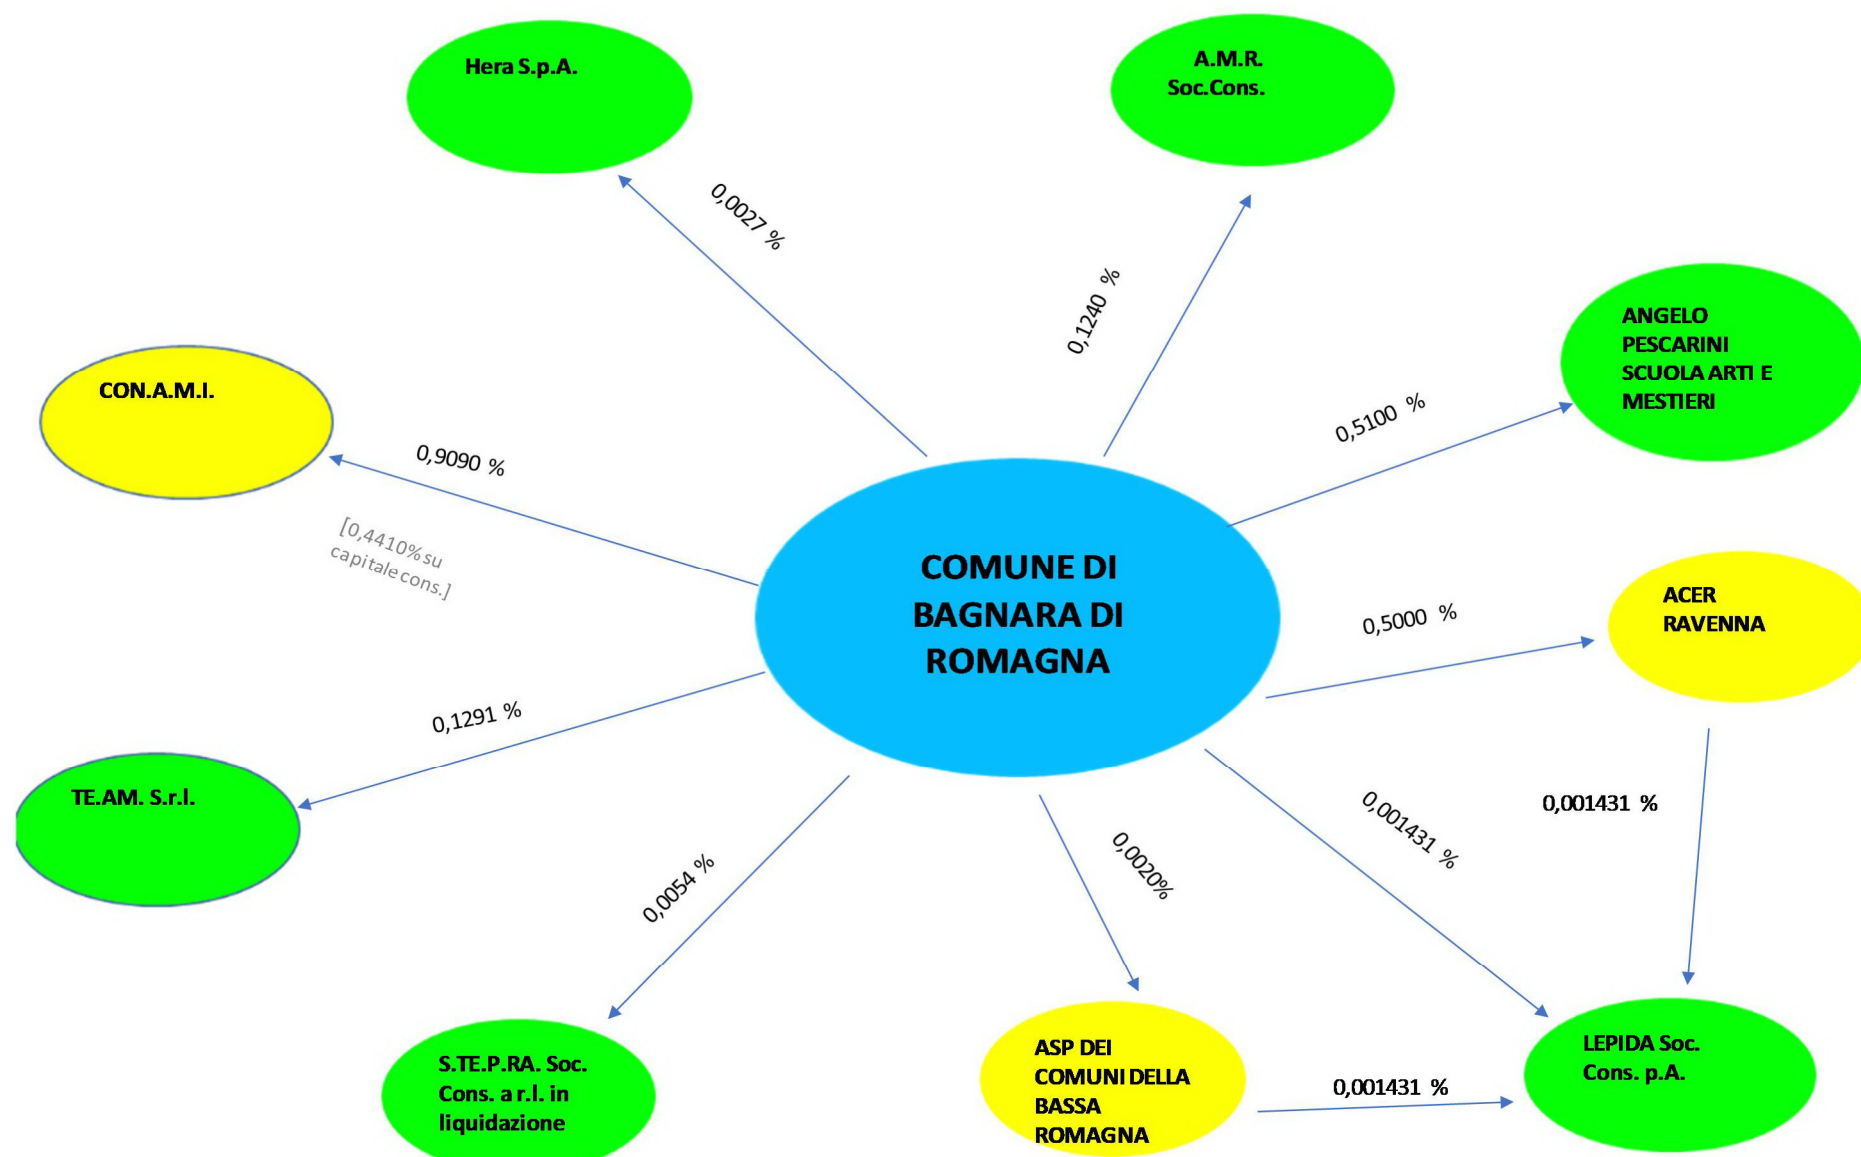 Hera S.p.A.
A.M.R.
Soc.Cons.
0,0027 %
0,1240 %
ANGELO
PESCARINI
SCUOLA ARTI E
MESTIERI
CON.A.M.I.
0,5100 %
0,9090 %
[0,4410% su
capitale cons.]
COMUNE DI
BAGNARA DI
ROMAGNA
ACER
RAVENNA
0,5000 %
0,1291 %
TE.AM. S.r.l.
0,001431 %
0,001431 %
0,0054 %
0,0020%
S.TE.P.RA. Soc.
Cons. a r.l. in
liquidazione
ASP DEI
COMUNI DELLA
BASSA
ROMAGNA
0,001431 %
LEPIDA Soc.
Cons. p.A.